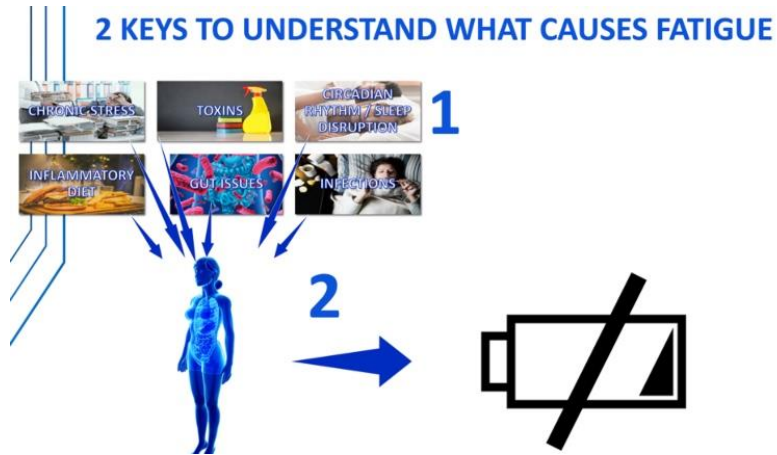 2 KEYS TO UNDERSTAND WHAT CAUSES FATIGUE
CHRONIC STRESS
TOXINS
CIRCADIAN
RHYTHM / SLEEP
DISRUPTION
1
INFLAMMATORY
DIET
GUT ISSUES
INFECTIONS
2